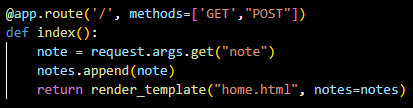 @app.route('/', methods=['GET',"POST"])
def index():
    note = request.args.get("note")
    notes.append(note)
    return render_template("home.html", notes=notes)